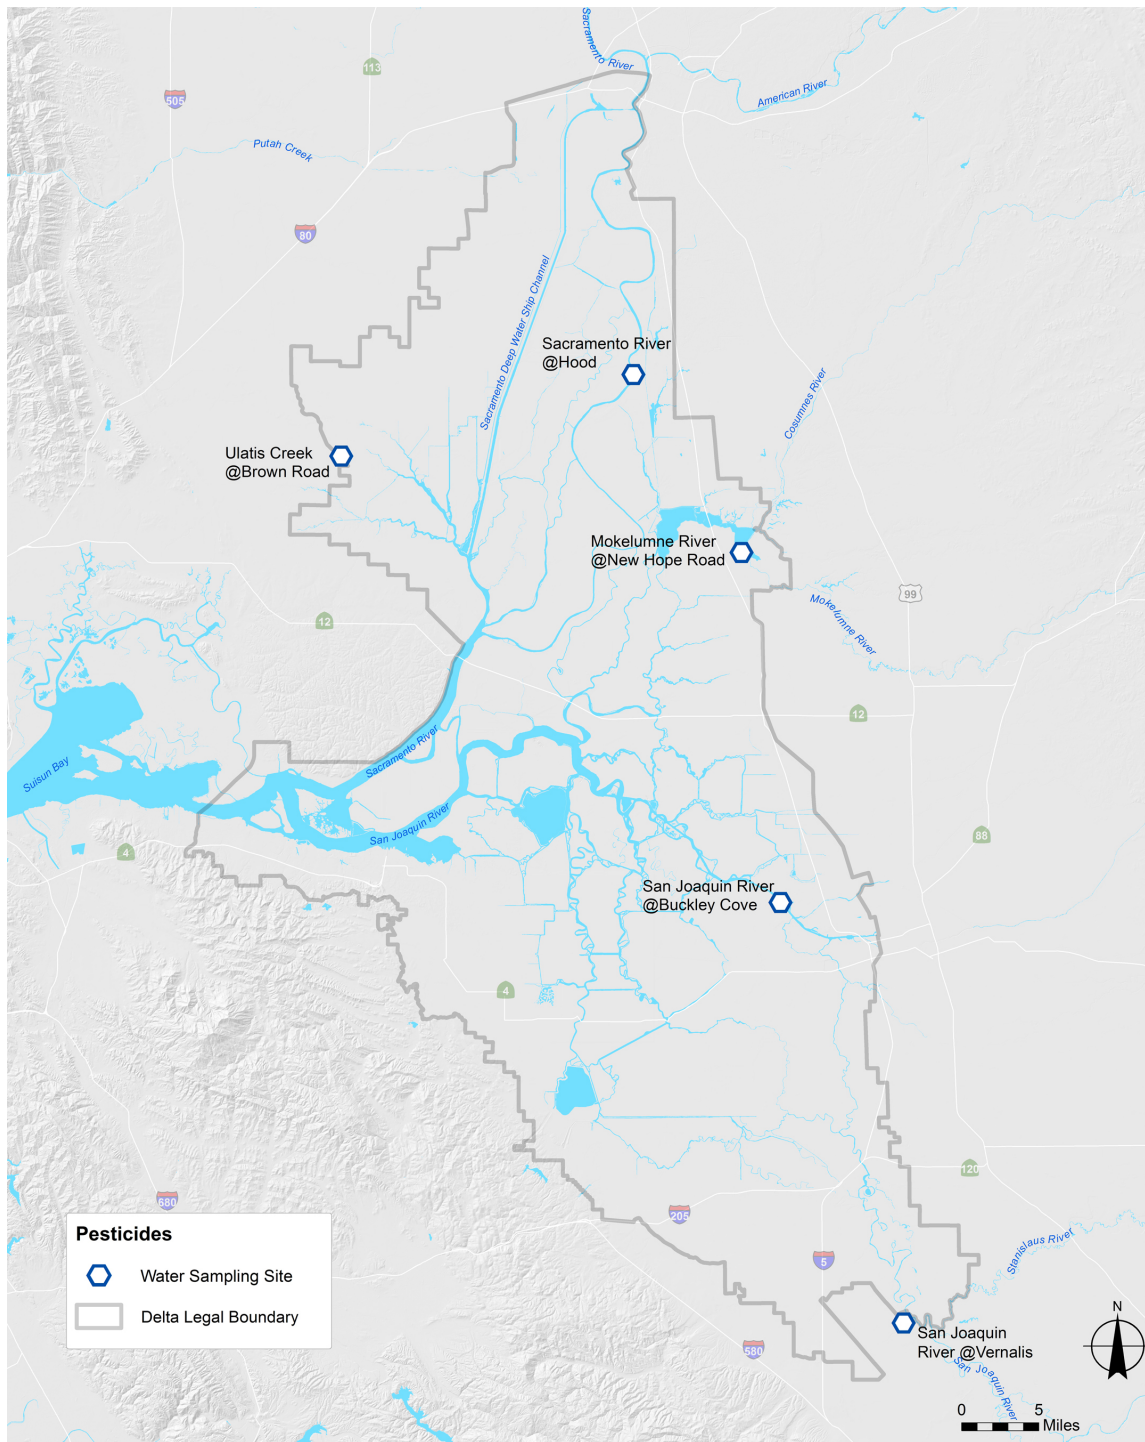 Sacramento River
113
American River
505
Putah Creek
80
Sacramento Deep Water Ship Channel
Sacramento River
@Hood
Cosumnes River
Ulatis Creek
@Brown Road
Mokelumne River
@New Hope Road
99
12
Mokelumne River
12
Sacramento River
Suisun Bay
San Joaquin River
88
4
San Joaquin River
@Buckley Cove
4
120
680
205
Pesticides
Water Sampling Site
Delta Legal Boundary
Stanislaus River
5
N
San Joaquin
River @Vernalis
580
San Joaquin River
0 5
Miles